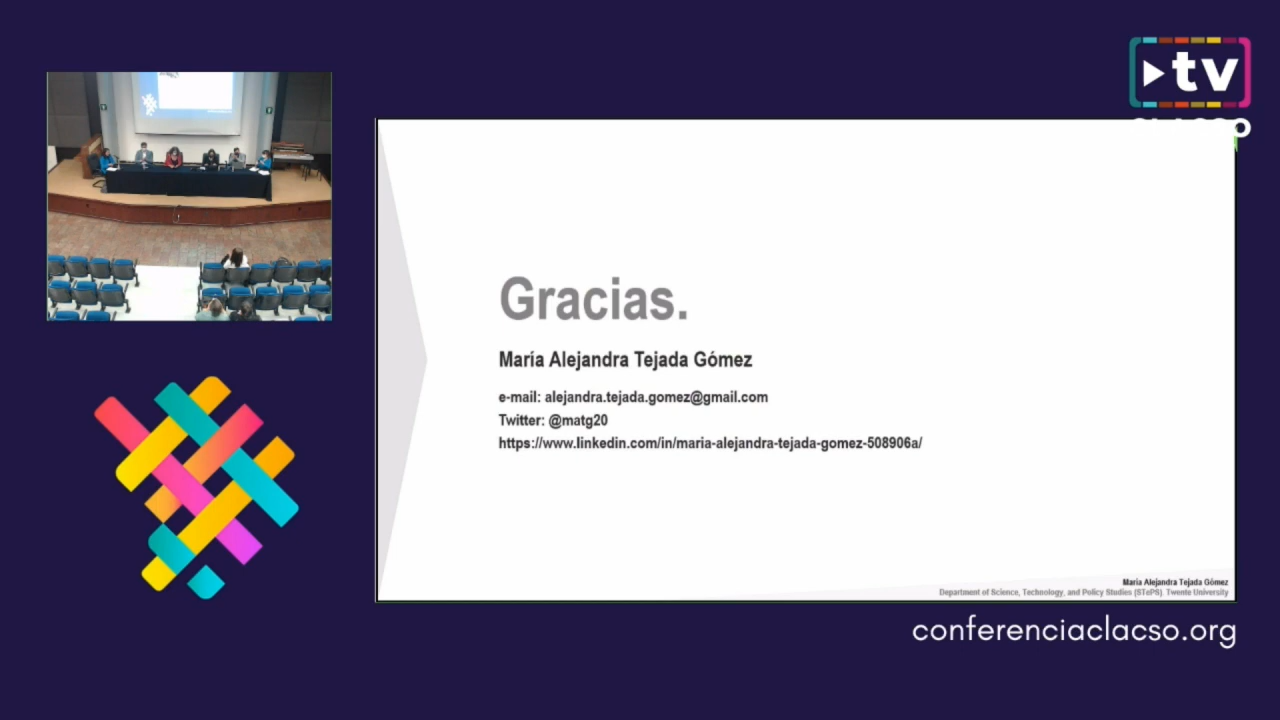 tv
Gracias.
María Alejandra Tejada Gómez
e-mail: alejandra.tejada.gomez@gmail.com
Twitter: @matg20
https://www.linkedin.com/in/maria-alejandra-tejada-gomez-508906a/
María Alejandra Tejada Gómez
Department of Science, Technology, and Policy Studies (STePS). Twente University
conferenciaclacso.org